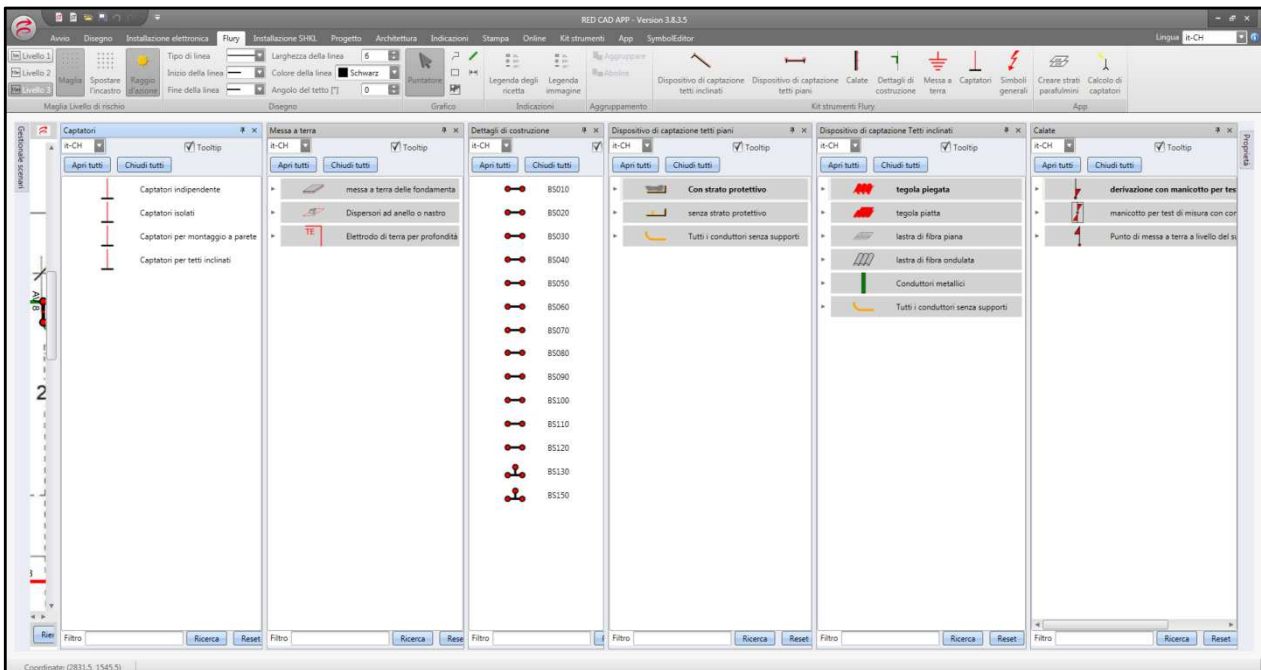 RED CAD APP - Version 3.8.3.5
Avvio Disegno Installazione elettronica Flury Installazione SHKL Progetto Architettura Indicazioni Stampa Online Kit strumenti App SymbolEditor Lingua it-CH
Livello 1
Livello 2
Livello 3
Maglia
Spostare l'incastro
Raggio d'azione
Maglia Livello di rischio
Tipo di linea
Inizio della linea
Fine della linea
Larghezza della linea 6
Colore della linea Schwarz
Angolo del tetto [°] 0
Disegno
Puntatore
Grafico
Legenda degli ricetta
Legenda immagine
Indicazioni
Aggruppare
Abolire
Aggruppamento
Dispositivo di captazione tetti inclinati
Dispositivo di captazione tetti piani
Calate
Dettagli di costruzione
Messa a terra
Captatori
Simboli generali
Kit strumenti Flury
Creare strati parafulmini
Calcolo di captatori
App
Gestionale scenari
A
8
2
Captatori
it-CH Tooltip
Apri tutti Chiudi tutti
Captatori indipendente
Captatori isolati
Captatori per montaggio a parete
Captatori per tetti inclinati
Filtro Ricerca Reset
Messa a terra
it-CH Tooltip
Apri tutti Chiudi tutti
messa a terra delle fondamenta
Dispersori ad anello o nastro
TE Elettrodo di terra per profondità
Filtro Ricerca Rese
Dettagli di costruzione
it-CH
Apri tutti Chiudi tutti
BS010
BS020
BS030
BS040
BS050
BS060
BS070
BS080
BS090
BS100
BS110
BS120
BS130
BS150
Filtro
Dispositivo di captazione tetti piani
it-CH Tooltip
Apri tutti Chiudi tutti
Con strato protettivo
senza strato protettivo
Tutti i conduttori senza supporti
Filtro Ricerca Reset
Dispositivo di captazione Tetti inclinati
it-CH Tooltip
Apri tutti Chiudi tutti
tegola piegata
tegola piatta
lastra di fibra piana
lastra di fibra ondulata
Conduttori metallici
Tutti i conduttori senza supporti
Filtro Ricerca Reset
Calate
it-CH Tooltip
Apri tutti Chiudi tutti
derivazione con manicotto per tes
manicotto per test di misura con cor
Punto di messa a terra a livello del su
Filtro Ricerca Reset
Proprietà
Coordinate: (2831.5, 1545.5)